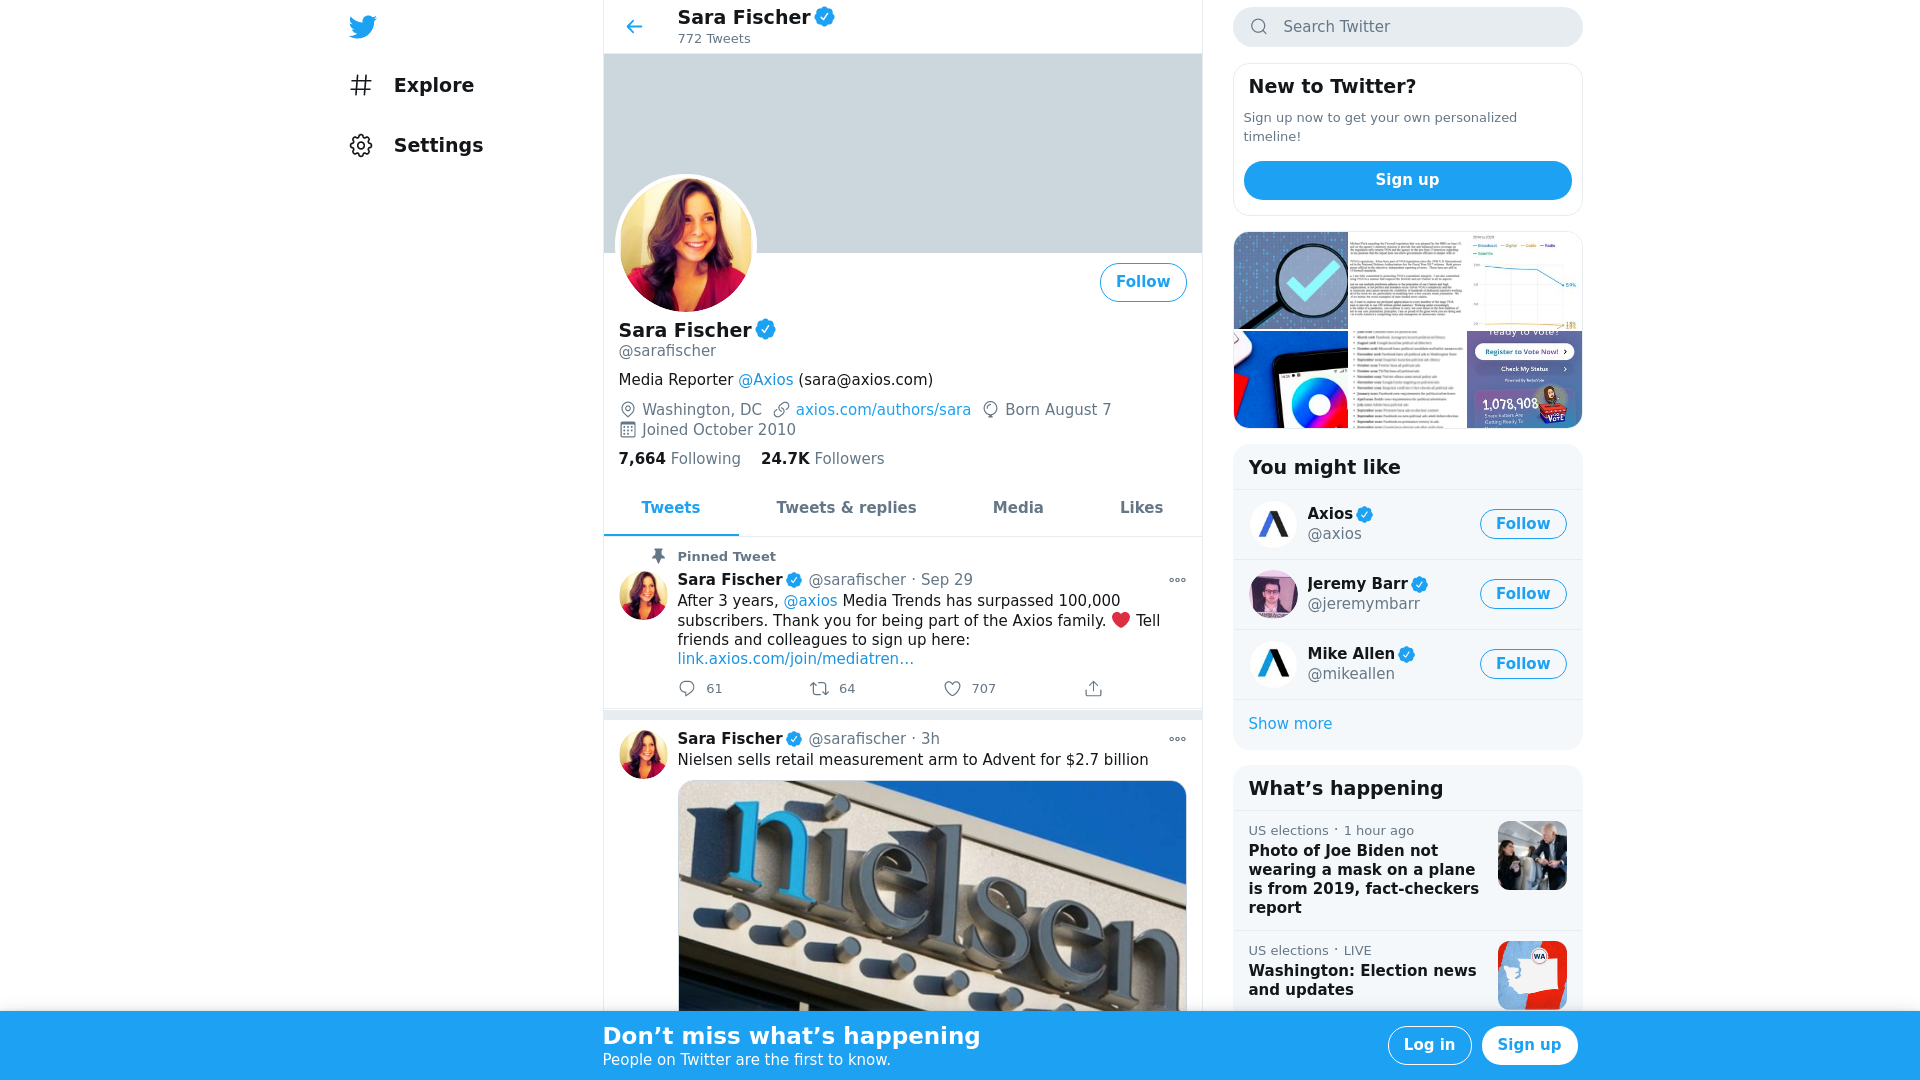 Explore
Settings
Sara Fischer
772 Tweets
Follow
Sara Fischer
@sarafischer
Media Reporter @Axios (sara@axios.com)
Washington, DC axios.com/authors/sara Born August 7
Joined October 2010
7,664 Following 24.7K Followers
Tweets Tweets & replies Media Likes
Pinned Tweet
Sara Fischer @sarafischer · Sep 29
After 3 years, @axios Media Trends has surpassed 100,000
subscribers. Thank you for being part of the Axios family. ❤️ Tell
friends and colleagues to sign up here:
link.axios.com/join/mediatren…
61 64 707
Sara Fischer @sarafischer · 3h
Nielsen sells retail measurement arm to Advent for $2.7 billion
nielsen
Search Twitter
New to Twitter?
Sign up now to get your own personalized
timeline!
Sign up
ready to vote?
Register to Vote Now!
Check My Status
1,078,908
You might like
Axios
@axios
Follow
Jeremy Barr
@jeremymbarr
Follow
Mike Allen
@mikeallen
Follow
Show more
What's happening
US elections · 1 hour ago
Photo of Joe Biden not
wearing a mask on a plane
is from 2019, fact-checkers
report
US elections · LIVE
Washington: Election news
and updates
WA
Don't miss what's happening
People on Twitter are the first to know.
Log in
Sign up